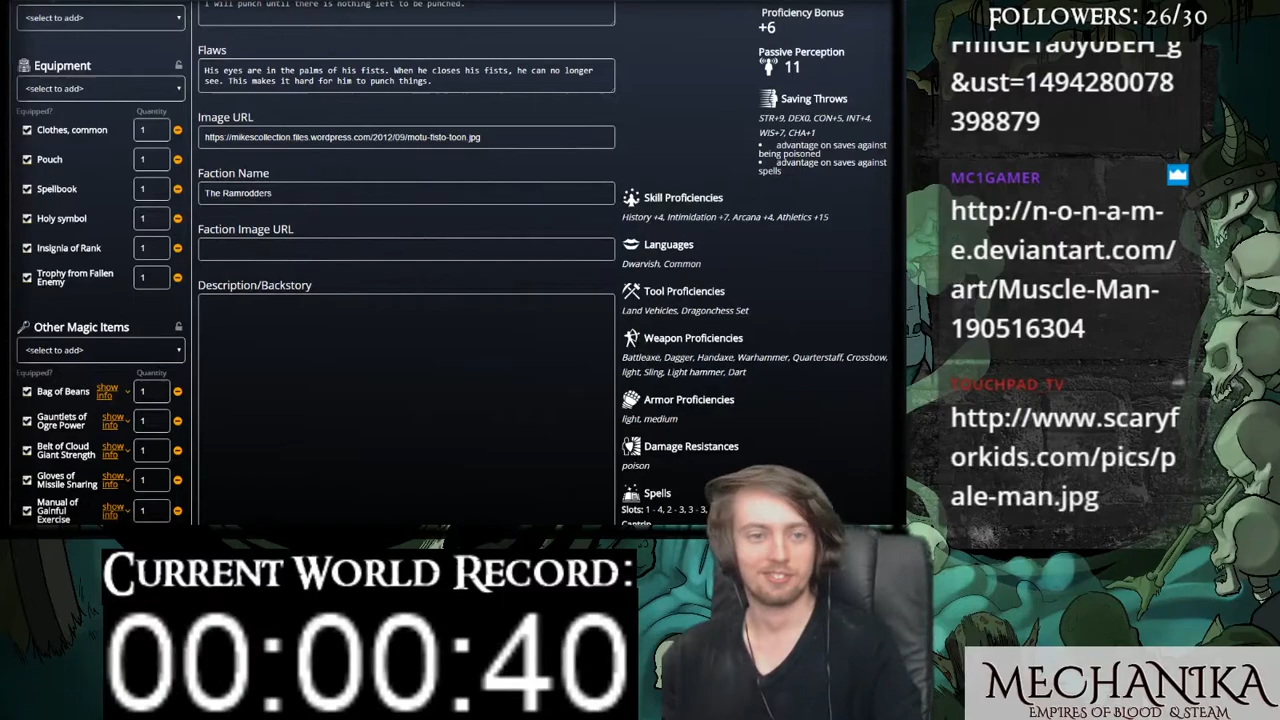 <select to add>
Equipment
<select to add>
Equipped? Quantity
Clothes, common 1
Pouch 1
Spellbook 1
Holy symbol 1
Insignia of Rank 1
Trophy from Fallen
Enemy 1
Other Magic Items
<select to add>
Equipped? Quantity
Bag of Beans show
info 1
Gauntlets of
Ogre Power show
info 1
Belt of Cloud
Giant Strength show
info 1
Gloves of
Missile Snaring show
info 1
Manual of
Gainful
Exercise show
info 1
I will punch until there is nothing left to be punched.
Flaws
His eyes are in the palms of his fists. When he closes his fists, he can no longer
see. This makes it hard for him to punch things.
Image URL
https://mikescollection.files.wordpress.com/2012/09/motu-fisto-toon.jpg
Faction Name
The Ramrodders
Faction Image URL
Description/Backstory
Proficiency Bonus
+6
Passive Perception
11
Saving Throws
STR+9, DEX0, CON+5, INT+4,
WIS+7, CHA+1
• advantage on saves against
being poisoned
• advantage on saves against
spells
Skill Proficiencies
History +4, Intimidation +7, Arcana +4, Athletics +15
Languages
Dwarvish, Common
Tool Proficiencies
Land Vehicles, Dragonchess Set
Weapon Proficiencies
Battleaxe, Dagger, Handaxe, Warhammer, Quarterstaff, Crossbow,
light, Sling, Light hammer, Dart
Armor Proficiencies
light, medium
Damage Resistances
poison
Spells
Slots: 1 - 4, 2 - 3, 3 - 3,
Cantrip
Followers: 26/30
&ust=1494280078
398879
MC1GAMER
http://n-o-n-a-m-
e.deviantart.com/
art/Muscle-Man-
190516304
TOUCHPAD_TV
http://www.scaryf
orkids.com/pics/p
ale-man.jpg
Current World Record:
00:00:40
MECHANIKA
EMPIRES OF BLOOD & STEAM